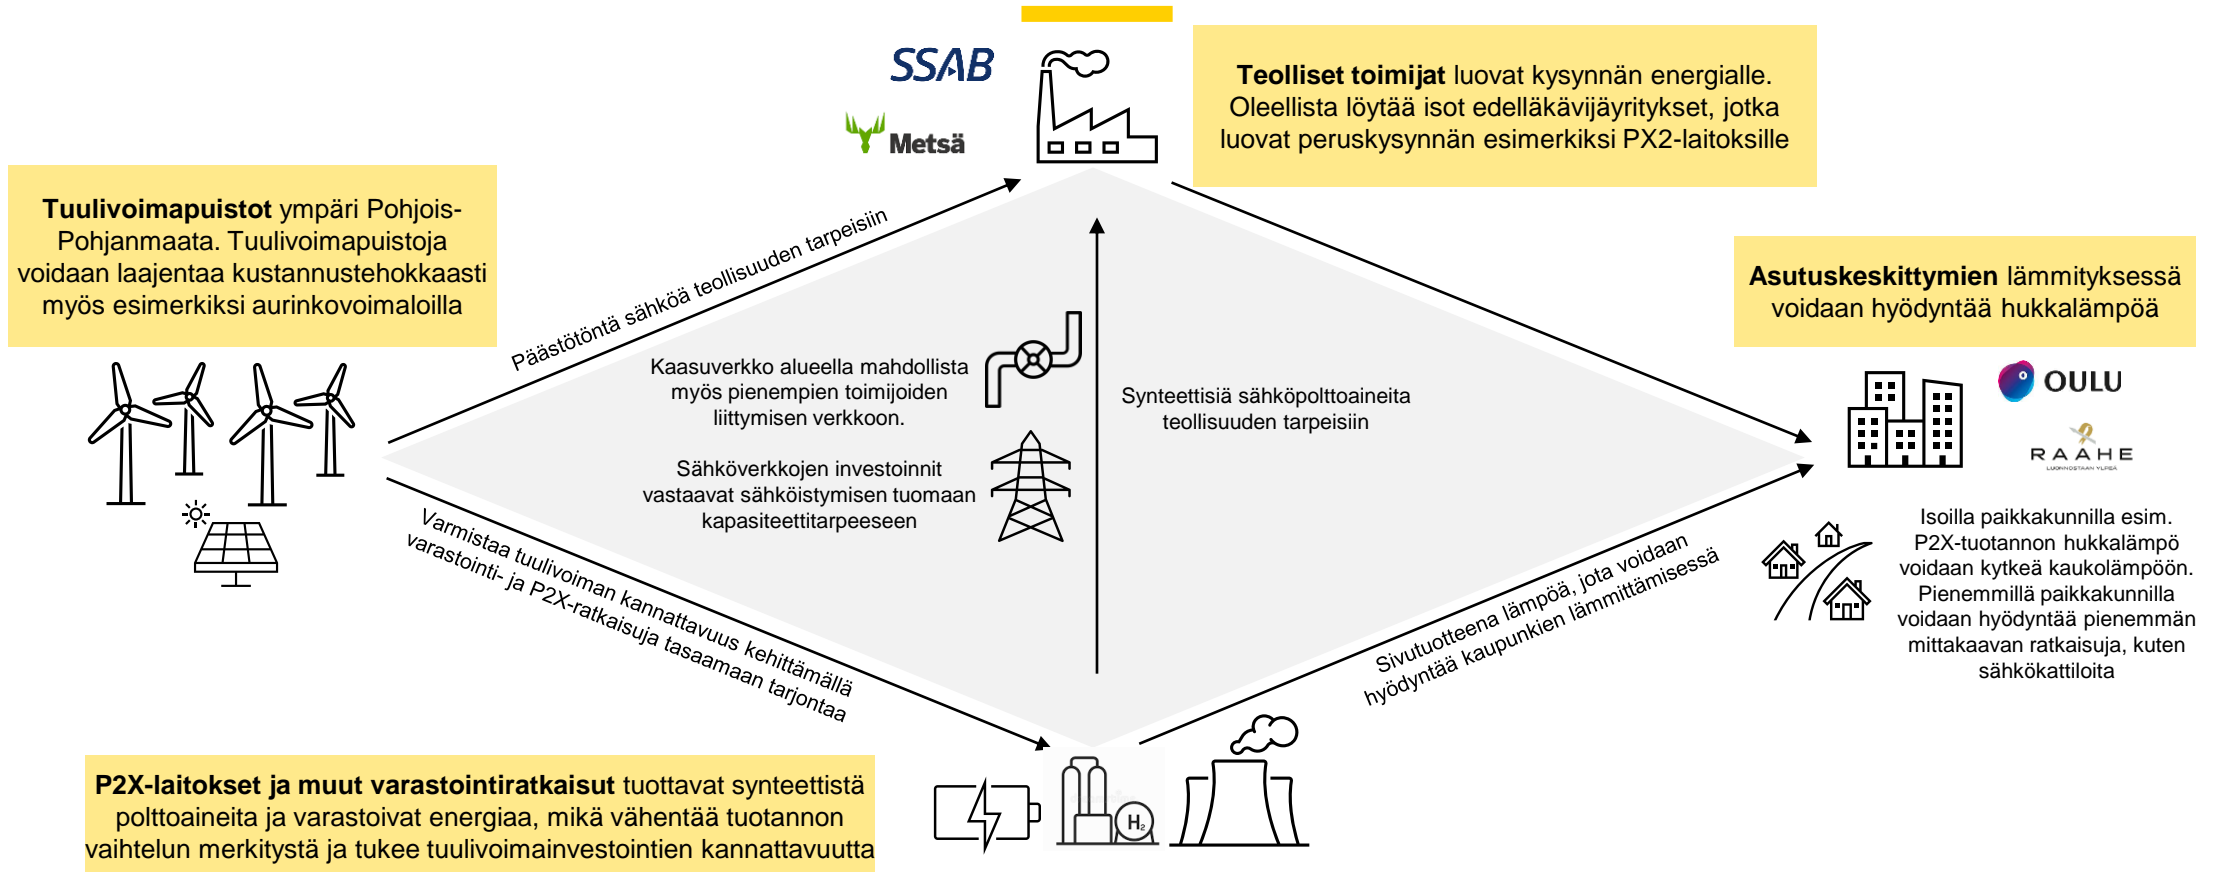 SSAB
Metsä
Teolliset toimijat luovat kysynnän energialle.
Oleellista löytää isot edelläkävijäyritykset, jotka
luovat peruskysynnän esimerkiksi PX2-laitoksille
Tuulivoimapuistot ympäri Pohjois-
Pohjanmaata. Tuulivoimapuistoja
voidaan laajentaa kustannustehokkaasti
myös esimerkiksi aurinkovoimaloilla
Päästötöntä sähköä teollisuuden tarpeisiin
Asutuskeskittymien lämmityksessä
voidaan hyödyntää hukkalämpöä
Kaasuverkko alueella mahdollista
myös pienempien toimijoiden
liittymisen verkkoon.
Synteettisiä sähköpolttoaineita
teollisuuden tarpeisiin
Sähköverkkojen investoinnit
vastaavat sähköistymisen tuomaan
kapasiteettitarpeeseen
OULU
RAAHE
LUONNOSTAAN YLPEÄ
Isoilla paikkakunnilla esim.
P2X-tuotannon hukkalämpö
voidaan kytkeä kaukolämpöön.
Pienemmillä paikkakunnilla
voidaan hyödyntää pienemmän
mittakaavan ratkaisuja, kuten
sähkökattiloita
Varmistaa tuulivoiman kannattavuus kehittämällä
varastointi- ja P2X-ratkaisuja tasaamaan tarjontaa
Sivutuotteena lämpöä, jota voidaan
hyödyntää kaupunkien lämmittämisessä
P2X-laitokset ja muut varastointiratkaisut tuottavat synteettistä
polttoaineita ja varastoivat energiaa, mikä vähentää tuotannon
vaihtelun merkitystä ja tukee tuulivoimainvestointien kannattavuutta
H2